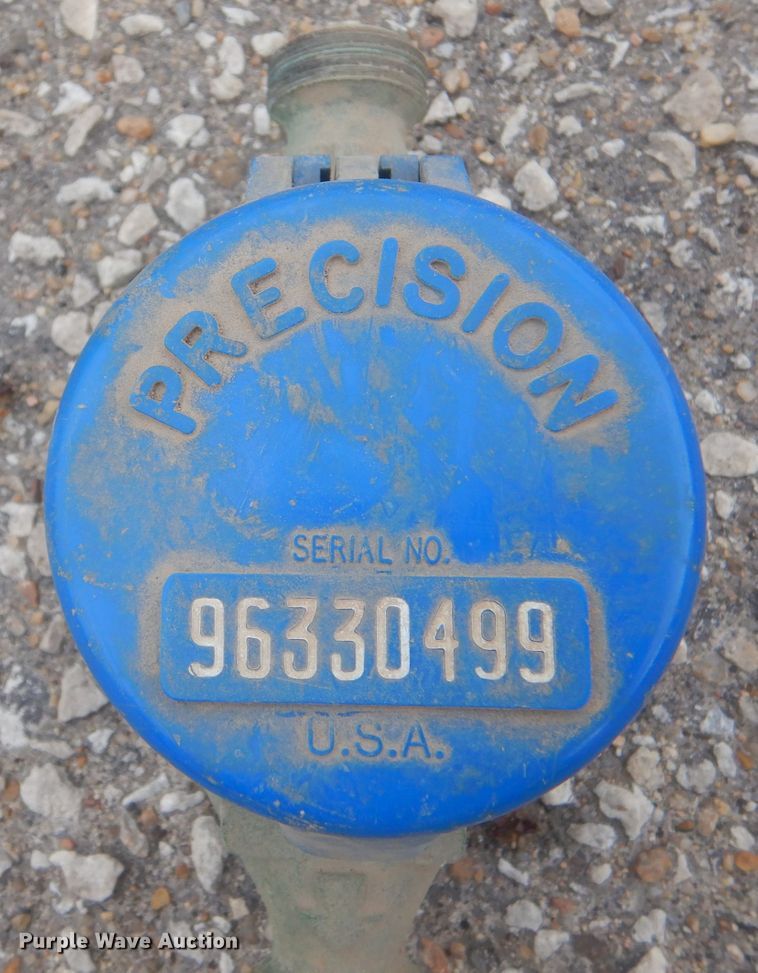 PRECISION
SERIAL NO.
96330499
U.S.A.
Purple Wave Auction